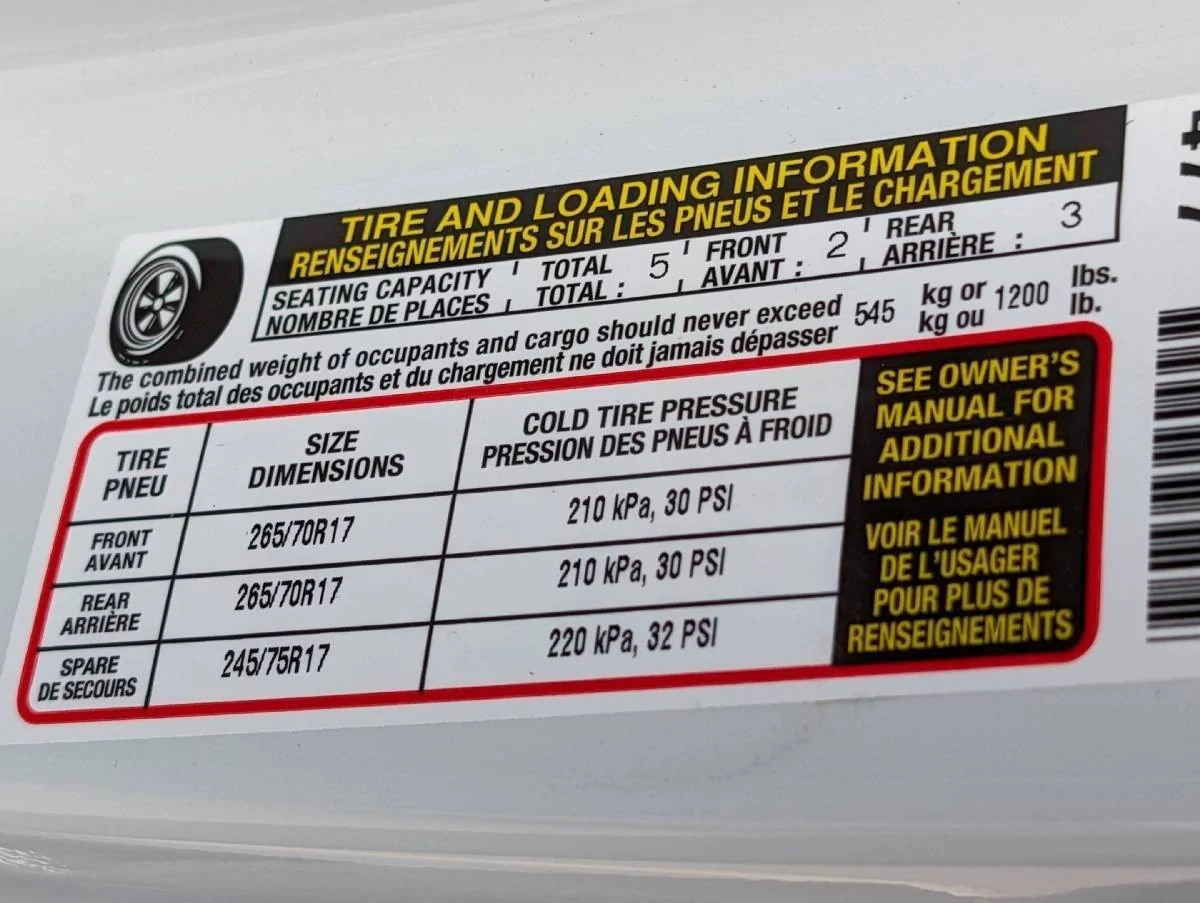 TIRE AND LOADING INFORMATION
RENSEIGNEMENTS SUR LES PNEUS ET LE CHARGEMENT
SEATING CAPACITY TOTAL 5 FRONT 2 REAR 3
NOMBRE DE PLACES TOTAL : AVANT : ARRIÈRE :
The combined weight of occupants and cargo should never exceed 545 kg or 1200 lbs.
Le poids total des occupants et du chargement ne doit jamais dépasser kg ou lb.
TIRE SIZE COLD TIRE PRESSURE
PNEU DIMENSIONS PRESSION DES PNEUS À FROID
FRONT 265/70R17 210 kPa, 30 PSI
AVANT
REAR 265/70R17 210 kPa, 30 PSI
ARRIÈRE
SPARE 245/75R17 220 kPa, 32 PSI
DE SECOURS
SEE OWNER'S
MANUAL FOR
ADDITIONAL
INFORMATION
VOIR LE MANUEL
DE L'USAGER
POUR PLUS DE
RENSEIGNEMENTS